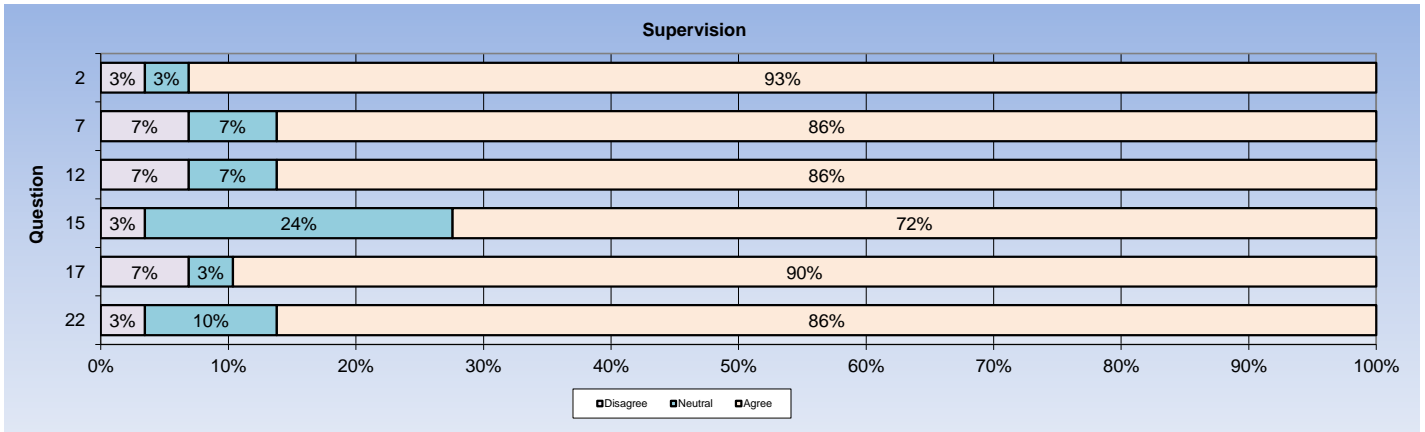 Supervision
Question
2 3% 3% 93%
7 7% 7% 86%
12 7% 7% 86%
15 3% 24% 72%
17 7% 3% 90%
22 3% 10% 86%
0% 10% 20% 30% 40% 50% 60% 70% 80% 90% 100%
Disagree Neutral Agree